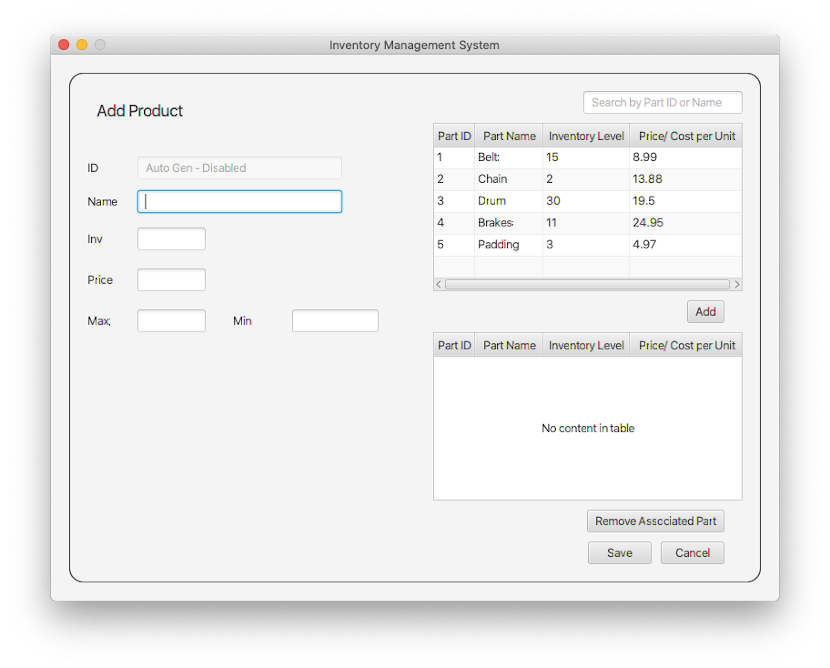 Inventory Management System
Add Product
Search by Part ID or Name
Part ID Part Name Inventory Level Price/ Cost per Unit
1 Belt: 15 8.99
2 Chain 2 13.88
3 Drum 30 19.5
4 Brakes: 11 24.95
5 Padding 3 4.97
ID Auto Gen - Disabled
Name
Inv
Price
Max; Min
Add
Part ID Part Name Inventory Level Price/ Cost per Unit
No content in table
Remove Associated Part
Save Cancel